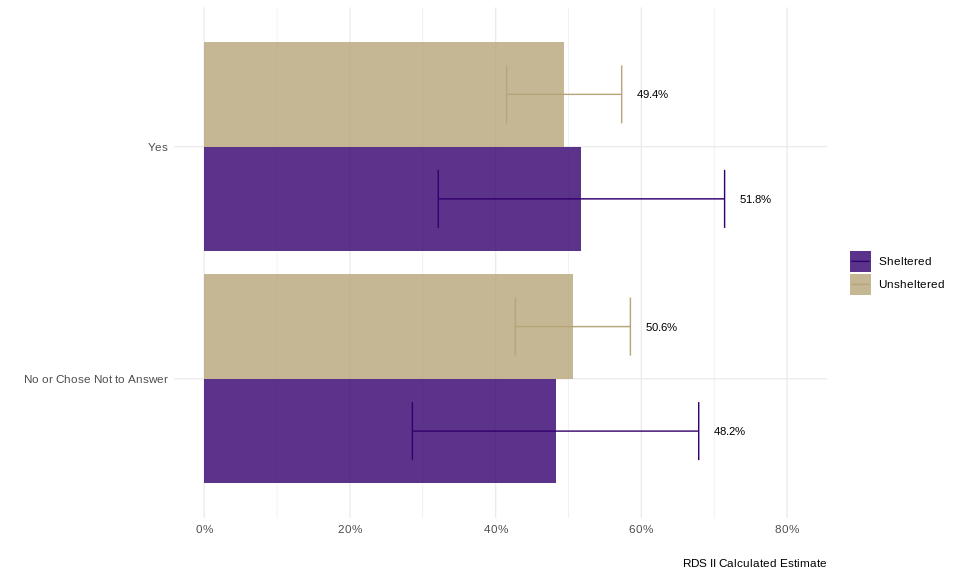 49.4%
Yes
51.8%
Sheltered
Unsheltered
50.6%
No or Chose Not to Answer
48.2%
0% 20% 40% 60% 80%
RDS II Calculated Estimate